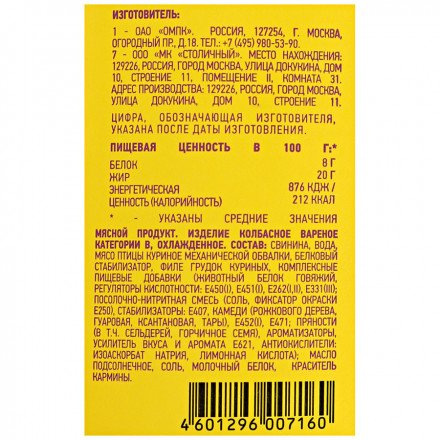 ИЗГОТОВИТЕЛЬ:
1 - ОАО «ОМПК». РОССИЯ, 127254, Г. МОСКВА,
ОГОРОДНЫЙ ПР., Д.18. ТЕЛ.: +7 (495) 980-53-90.
7 - ООО «МК «СТОЛИЧНЫЙ». МЕСТО НАХОЖДЕНИЯ:
129226, РОССИЯ, ГОРОД МОСКВА, УЛИЦА ДОКУКИНА, ДОМ
10, СТРОЕНИЕ 11, ПОМЕЩЕНИЕ II, КОМНАТА 31.
АДРЕС ПРОИЗВОДСТВА: 129226, РОССИЯ, ГОРОД МОСКВА,
УЛИЦА ДОКУКИНА, ДОМ 10, СТРОЕНИЕ 11.
ЦИФРА, ОБОЗНАЧАЮЩАЯ ИЗГОТОВИТЕЛЯ,
УКАЗАНА ПОСЛЕ ДАТЫ ИЗГОТОВЛЕНИЯ.
ПИЩЕВАЯ ЦЕННОСТЬ В 100 Г:*
БЕЛОК 8 Г
ЖИР 20 Г
ЭНЕРГЕТИЧЕСКАЯ 876 КДЖ/
ЦЕННОСТЬ (КАЛОРИЙНОСТЬ) 212 ККАЛ
* - УКАЗАНЫ СРЕДНИЕ ЗНАЧЕНИЯ
МЯСНОЙ ПРОДУКТ. ИЗДЕЛИЕ КОЛБАСНОЕ ВАРЕНОЕ
КАТЕГОРИИ В, ОХЛАЖДЕННОЕ. СОСТАВ: СВИНИНА, ВОДА,
МЯСО ПТИЦЫ КУРИНОЕ МЕХАНИЧЕСКОЙ ОБВАЛКИ, БЕЛКОВЫЙ
СТАБИЛИЗАТОР, ФИЛЕ ГРУДОК КУРИНЫХ, КОМПЛЕКСНЫЕ
ПИЩЕВЫЕ ДОБАВКИ (ЖИВОТНЫЙ БЕЛОК ГОВЯЖИЙ,
РЕГУЛЯТОРЫ КИСЛОТНОСТИ: Е450(I), Е451(I), Е262(I,II), Е331(III))
ПОСОЛОЧНО-НИТРИТНАЯ СМЕСЬ (СОЛЬ, ФИКСАТОР ОКРАСКИ
Е250), СТАБИЛИЗАТОРЫ: Е407, КАМЕДИ (РОЖКОВОГО ДЕРЕВА,
ГУАРОВАЯ, КСАНТАНОВАЯ, ТАРЫ), Е452(I), Е471; ПРЯНОСТИ
(В Т.Ч. СЕЛЬДЕРЕЙ, ГОРЧИЧНОЕ СЕМЯ), АРОМАТИЗАТОРЫ,
УСИЛИТЕЛЬ ВКУСА И АРОМАТА Е621, АНТИОКИСЛИТЕЛИ:
ИЗОАСКОРБАТ НАТРИЯ, ЛИМОННАЯ КИСЛОТА); МАСЛО
ПОДСОЛНЕЧНОЕ, СОЛЬ, МОЛОЧНЫЙ БЕЛОК, КРАСИТЕЛЬ
КАРМИНЫ.
4 601296 007160